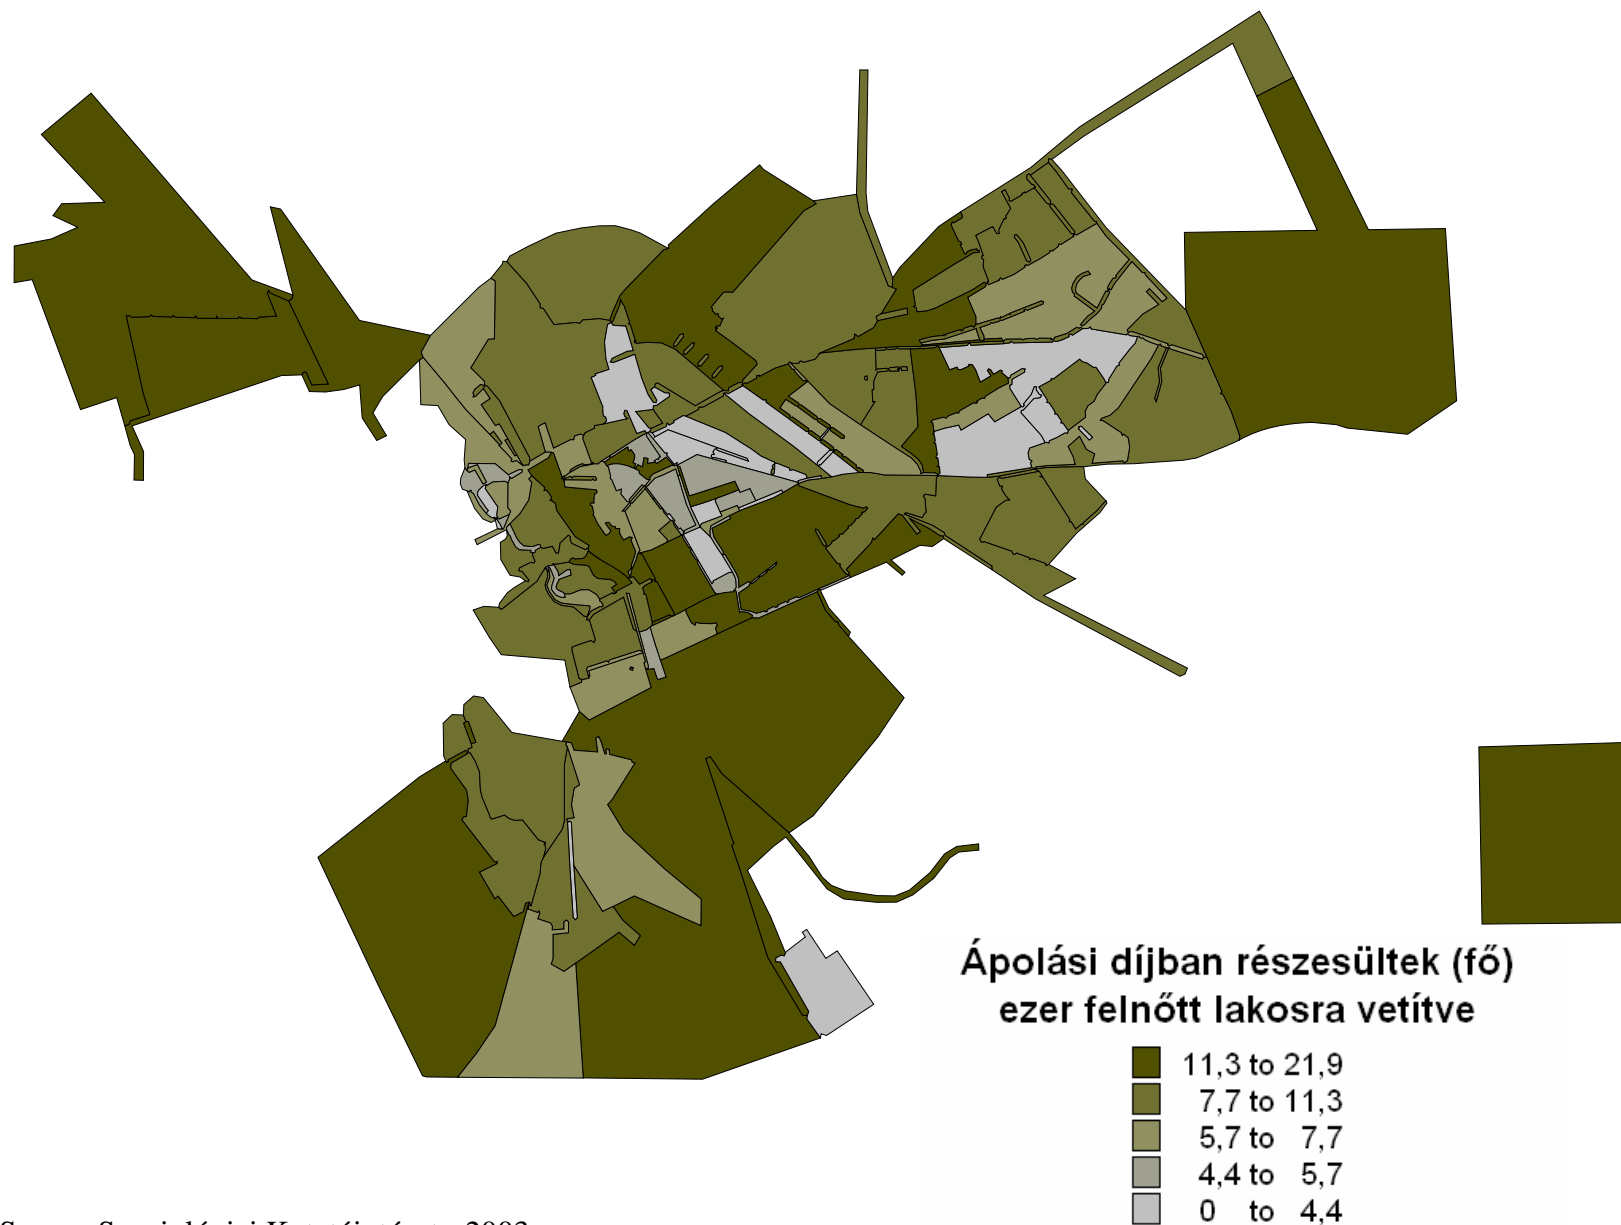 Ápolási díjban részesültek (fő)
ezer felnőtt lakosra vetítve
11,3 to 21,9
7,7 to 11,3
5,7 to 7,7
4,4 to 5,7
0 to 4,4
2003